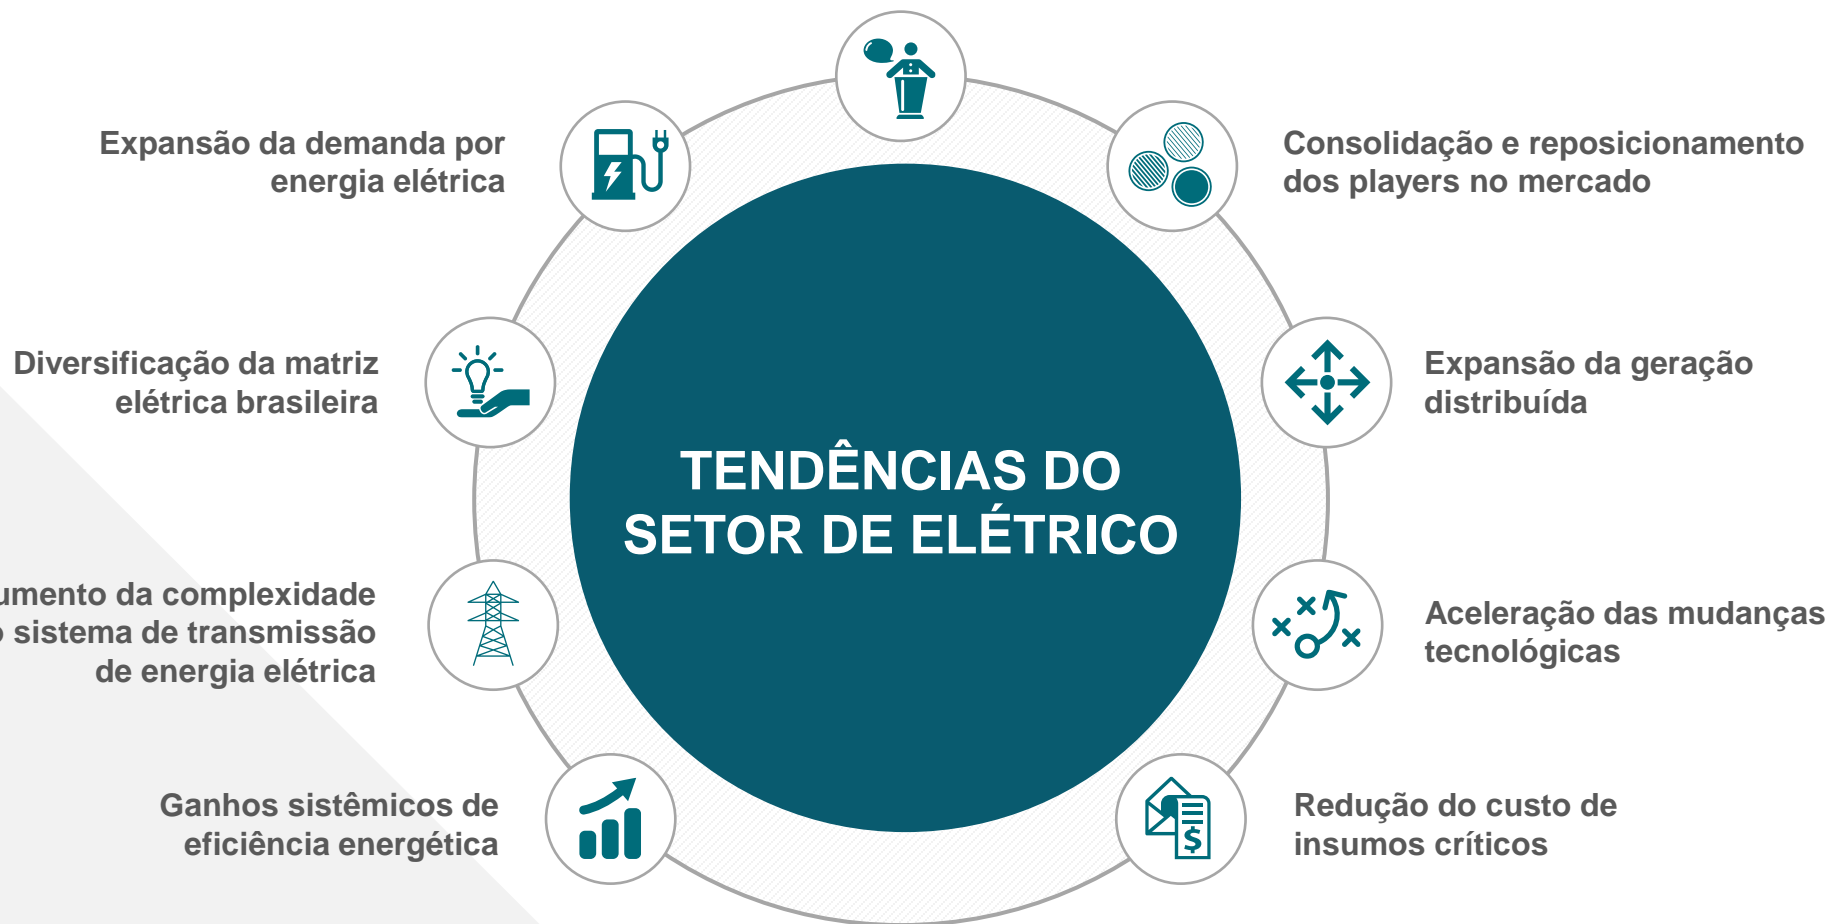 Expansão da demanda por
energia elétrica
Consolidação e reposicionamento
dos players no mercado
Diversificação da matriz
elétrica brasileira
Expansão da geração
distribuída
TENDÊNCIAS DO
SETOR DE ELÉTRICO
umento da complexidade
o sistema de transmissão
de energia elétrica
Aceleração das mudanças
tecnológicas
Ganhos sistêmicos de
eficiência energética
Redução do custo de
insumos críticos
$